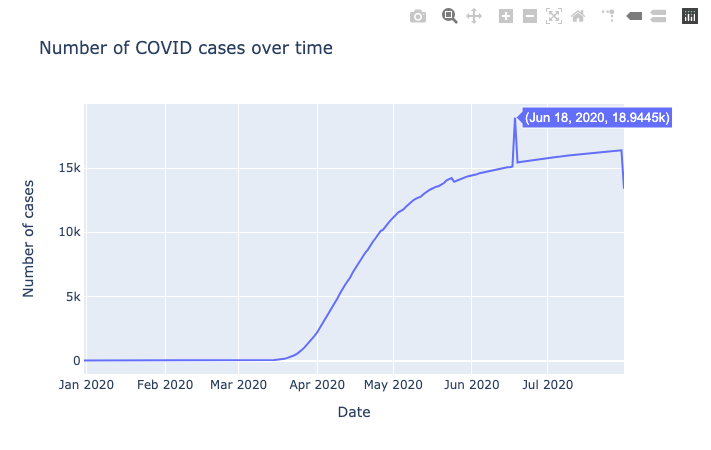 Number of COVID cases over time
(Jun 18, 2020, 18.9445k)
15k
10k
5k
0
Number of cases
Jan 2020 Feb 2020 Mar 2020 Apr 2020 May 2020 Jun 2020 Jul 2020
Date